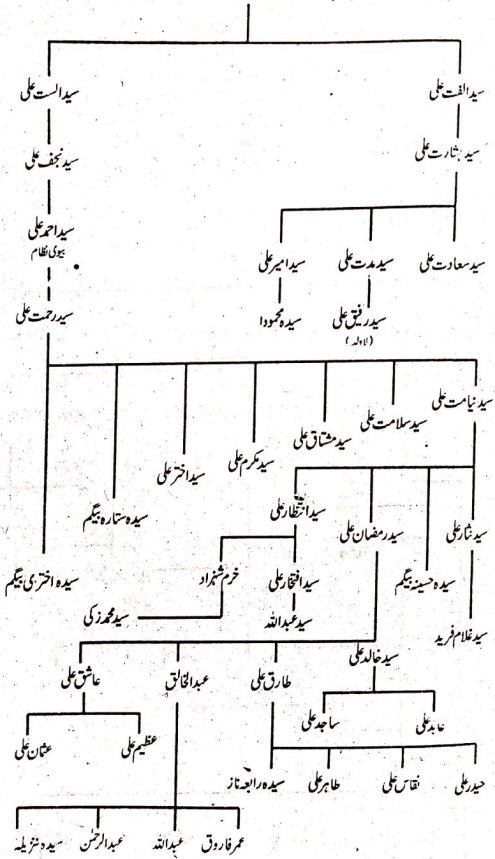 سید الفت علی
سید الست علی
سید بشارت علی
سید نجف علی
سید سعادت علی
سید مدت علی
سید امیر علی
سید احمد علی
بیوی نظام
سید رفیق علی
(لاولد)
سیدہ محمودا
سید رحمت علی
سید نیامت علی
سید سلامت علی
سید مشتاق علی
سید مکرم علی
سید اختر علی
سیدہ ستارہ بیگم
سیدہ اختری بیگم
سید نثار علی
سیدہ حسینہ بیگم
سید رمضان علی
سید انتظار علی
سید افتخار علی
خرم شہزاد
سید غلام فرید
سید عبداللہ
سید محمد زکی
سید خالد علی
طارق علی
عبدالخالق
عاشق علی
عابد علی
ساجد علی
عظیم علی
عثمان علی
حیدر علی
نقاس علی
طاہر علی
سیدہ رابعہ ناز
عمر فاروق
عبداللہ
عبدالرحمٰن
سیدہ تنزیلہ